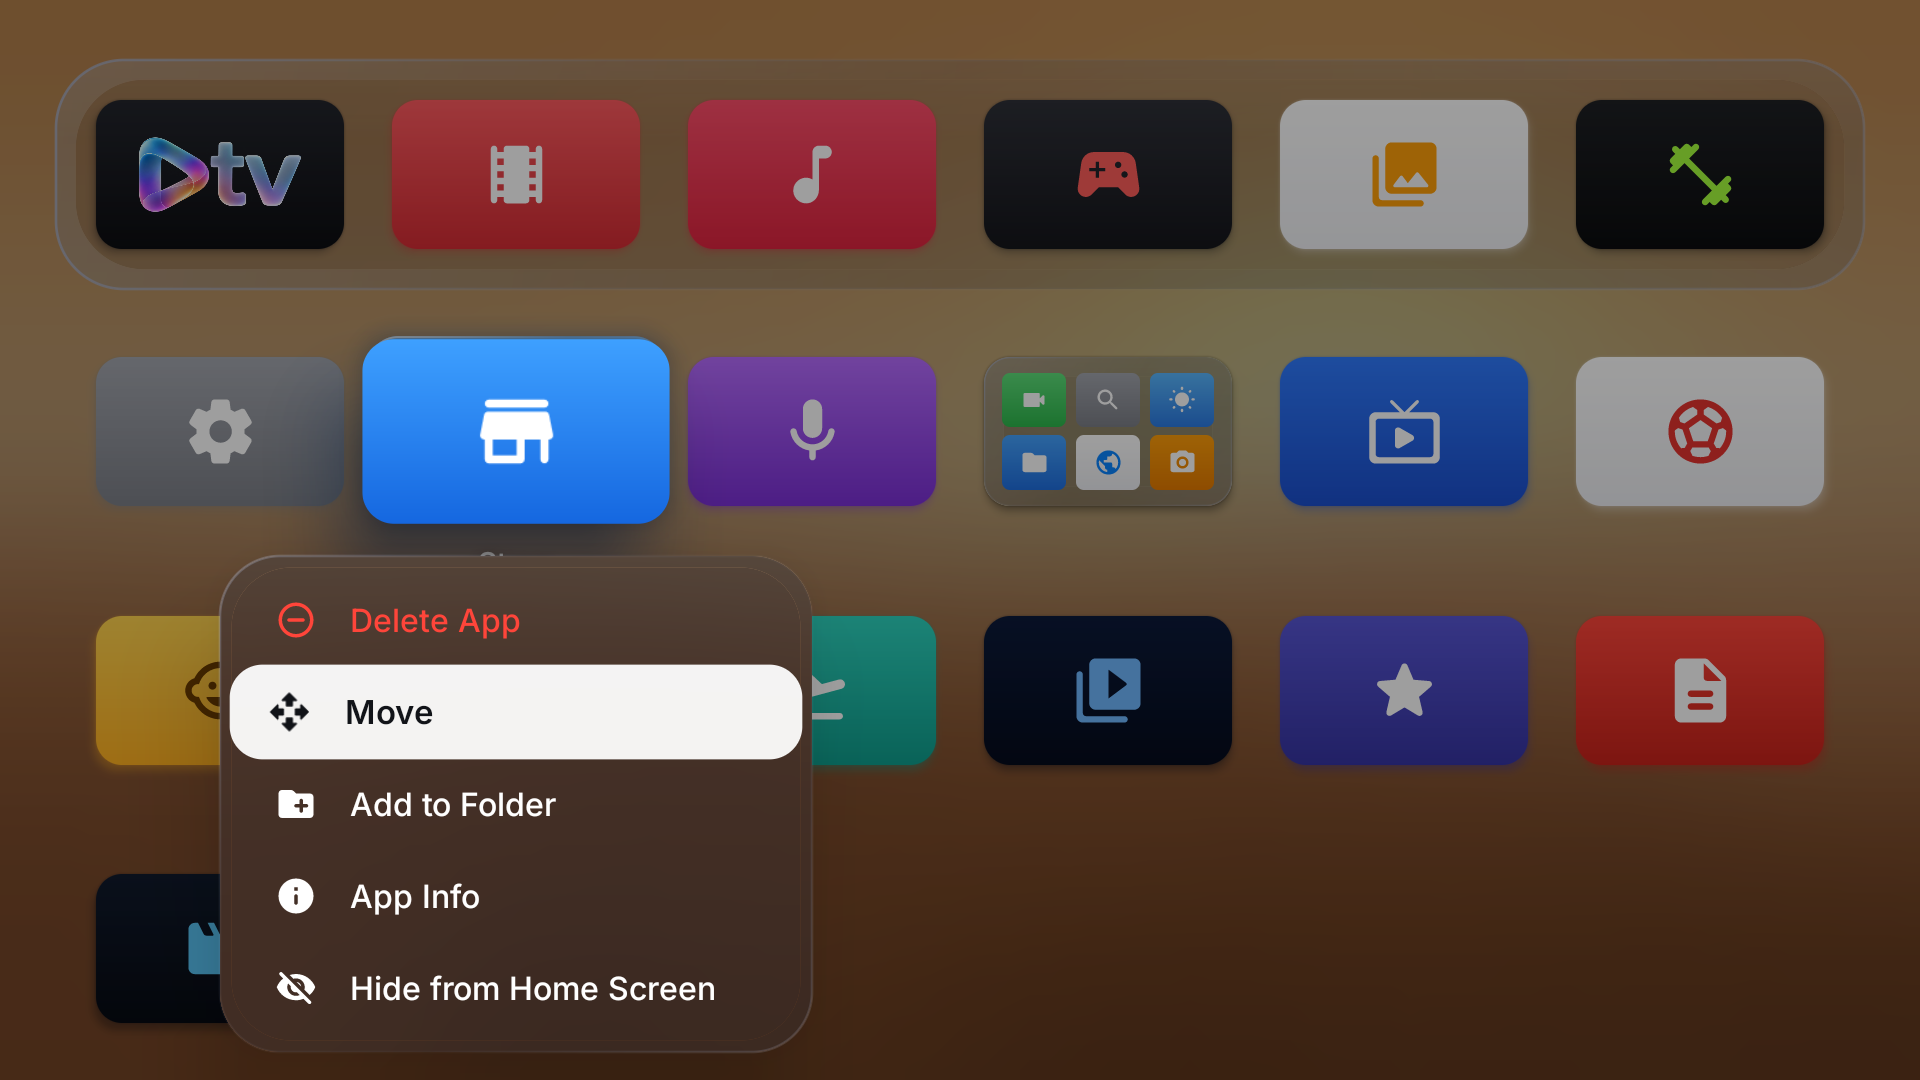 tv
Delete App
Move
Add to Folder
App Info
Hide from Home Screen